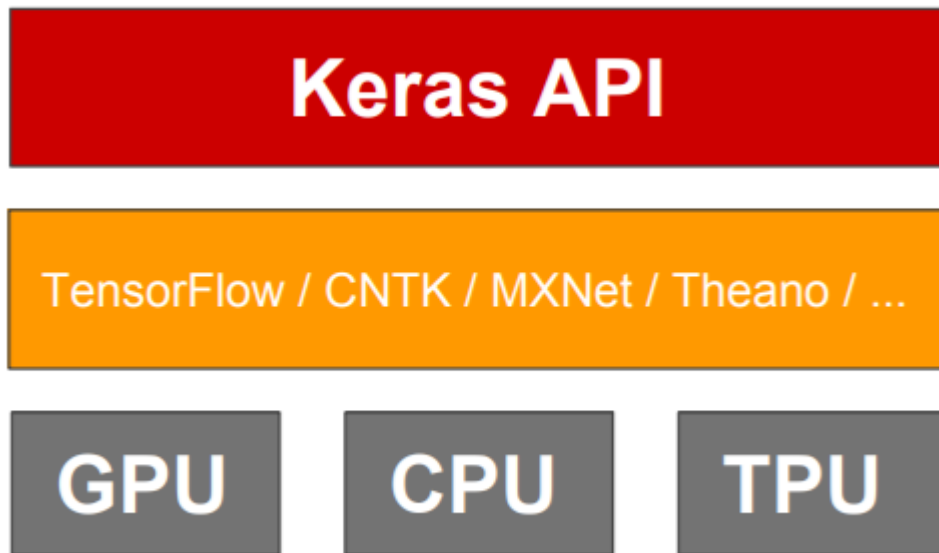 Keras API
TensorFlow / CNTK / MXNet / Theano / ...
GPU CPU TPU